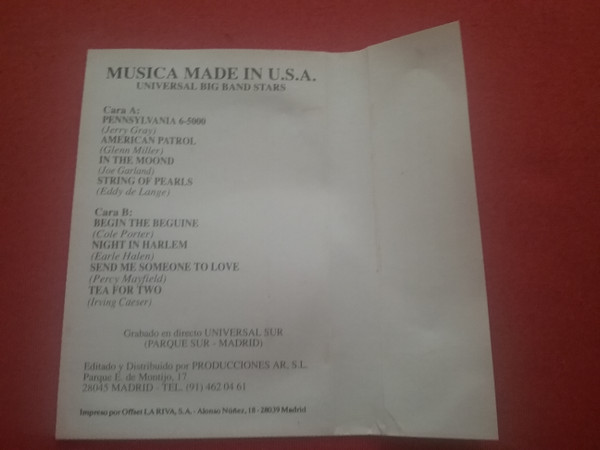 MUSICA MADE IN U.S.A.
UNIVERSAL BIG BAND STARS
Cara A:
PENNSYLVANIA 6-5000
(Jerry Gray)
AMERICAN PATROL
(Glenn Miller)
IN THE MOOND
(Joe Garland)
STRING OF PEARLS
(Eddy de Lange)
Cara B:
BEGIN THE BEGUINE
(Cole Porter)
NIGHT IN HARLEM
(Earle Halen)
SEND ME SOMEONE TO LOVE
(Percy Mayfield)
TEA FOR TWO
(Irving Caeser)
Grabado en directo UNIVERSAL SUR
(PARQUE SUR - MADRID)
Editado y Distribuido por PRODUCCIONES AR, S.L.
Parque E. de Montijo, 17
28045 MADRID - TEL. (91) 462 04 61
Impreso por Offset LA RIVA, S.A. - Alonso Núñez, 18 - 28039 Madrid